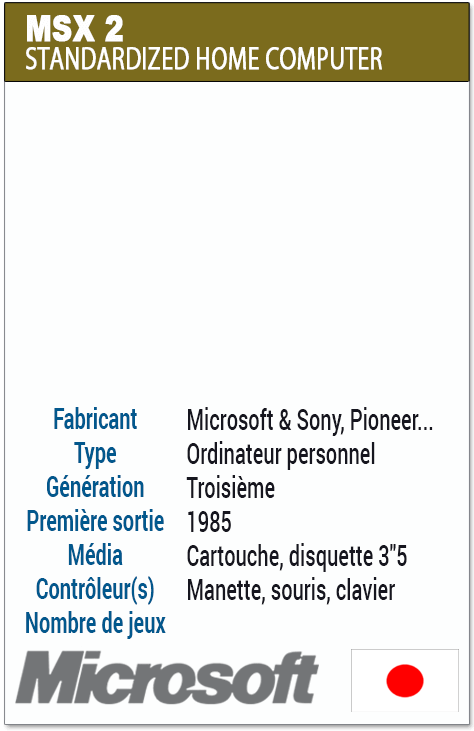 MSX 2
STANDARDIZED HOME COMPUTER
Fabricant Microsoft & Sony, Pioneer...
Type Ordinateur personnel
Génération Troisième
Première sortie 1985
Média Cartouche, disquette 3"5
Contrôleur(s) Manette, souris, clavier
Nombre de jeux
Microsoft